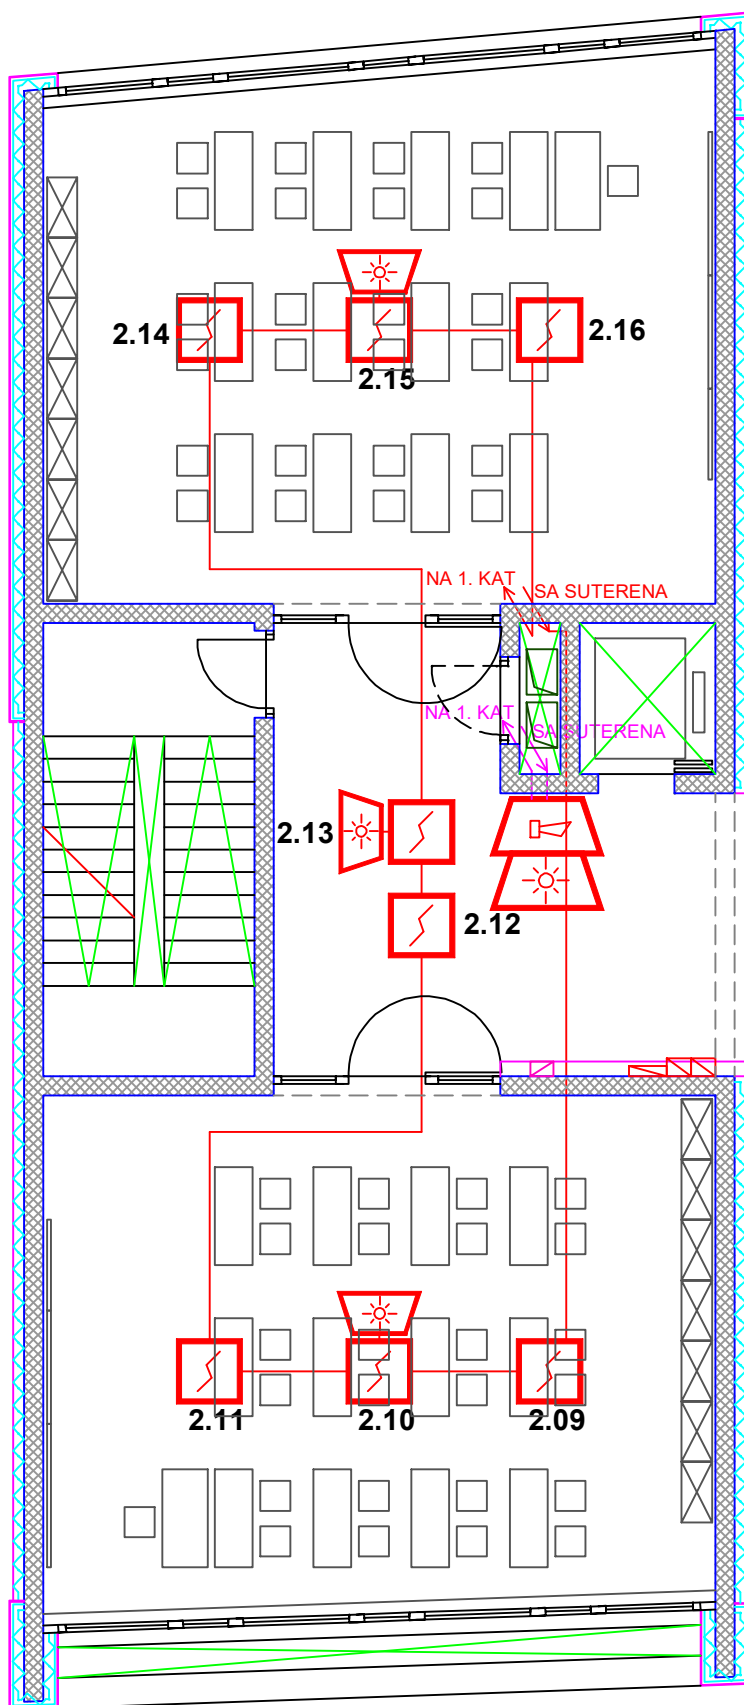 2.14
2.15
2.16
NA 1. KAT
SA SUTERENA
NA 1. KAT
SA SUTERENA
2.13
2.12
2.11
2.10
2.09